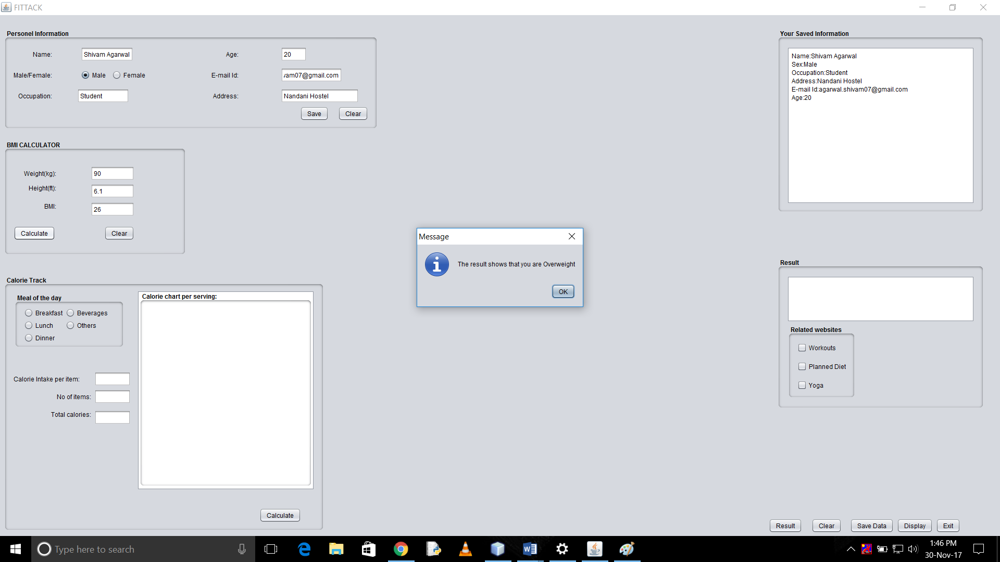 FITTACK
Personel Information
Name: Shivam Agarwal Age: 20
Male/Female: Male Female E-mail Id: vam07@gmail.com
Occupation: Student Address: Nandani Hostel
Save Clear
BMI CALCULATOR
Weight(kg): 90
Height(ft): 6.1
BMI: 26
Calculate Clear
Calorie Track
Meal of the day
Breakfast Beverages
Lunch Others
Dinner
Calorie Intake per item:
No of items:
Total calories:
Calorie chart per serving:
Calculate
Message
The result shows that you are Overweight
OK
Your Saved Information
Name:Shivam Agarwal
Sex:Male
Occupation:Student
Address:Nandani Hostel
E-mail Id:agarwal.shivam07@gmail.com
Age:20
Result
Related websites
Workouts
Planned Diet
Yoga
Result Clear Save Data Display Exit
Type here to search
1:46 PM
30-Nov-17